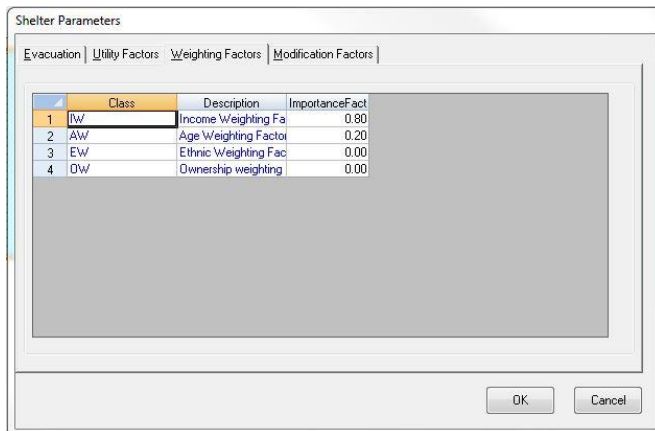 Shelter Parameters
Evacuation Utility Factors Weighting Factors Modification Factors
Class Description ImportanceFact
1 IW Income Weighting Fa 0.80
2 AW Age Weighting Facto 0.20
3 EW Ethnic Weighting Fac 0.00
4 OW Ownership weighting 0.00
OK Cancel